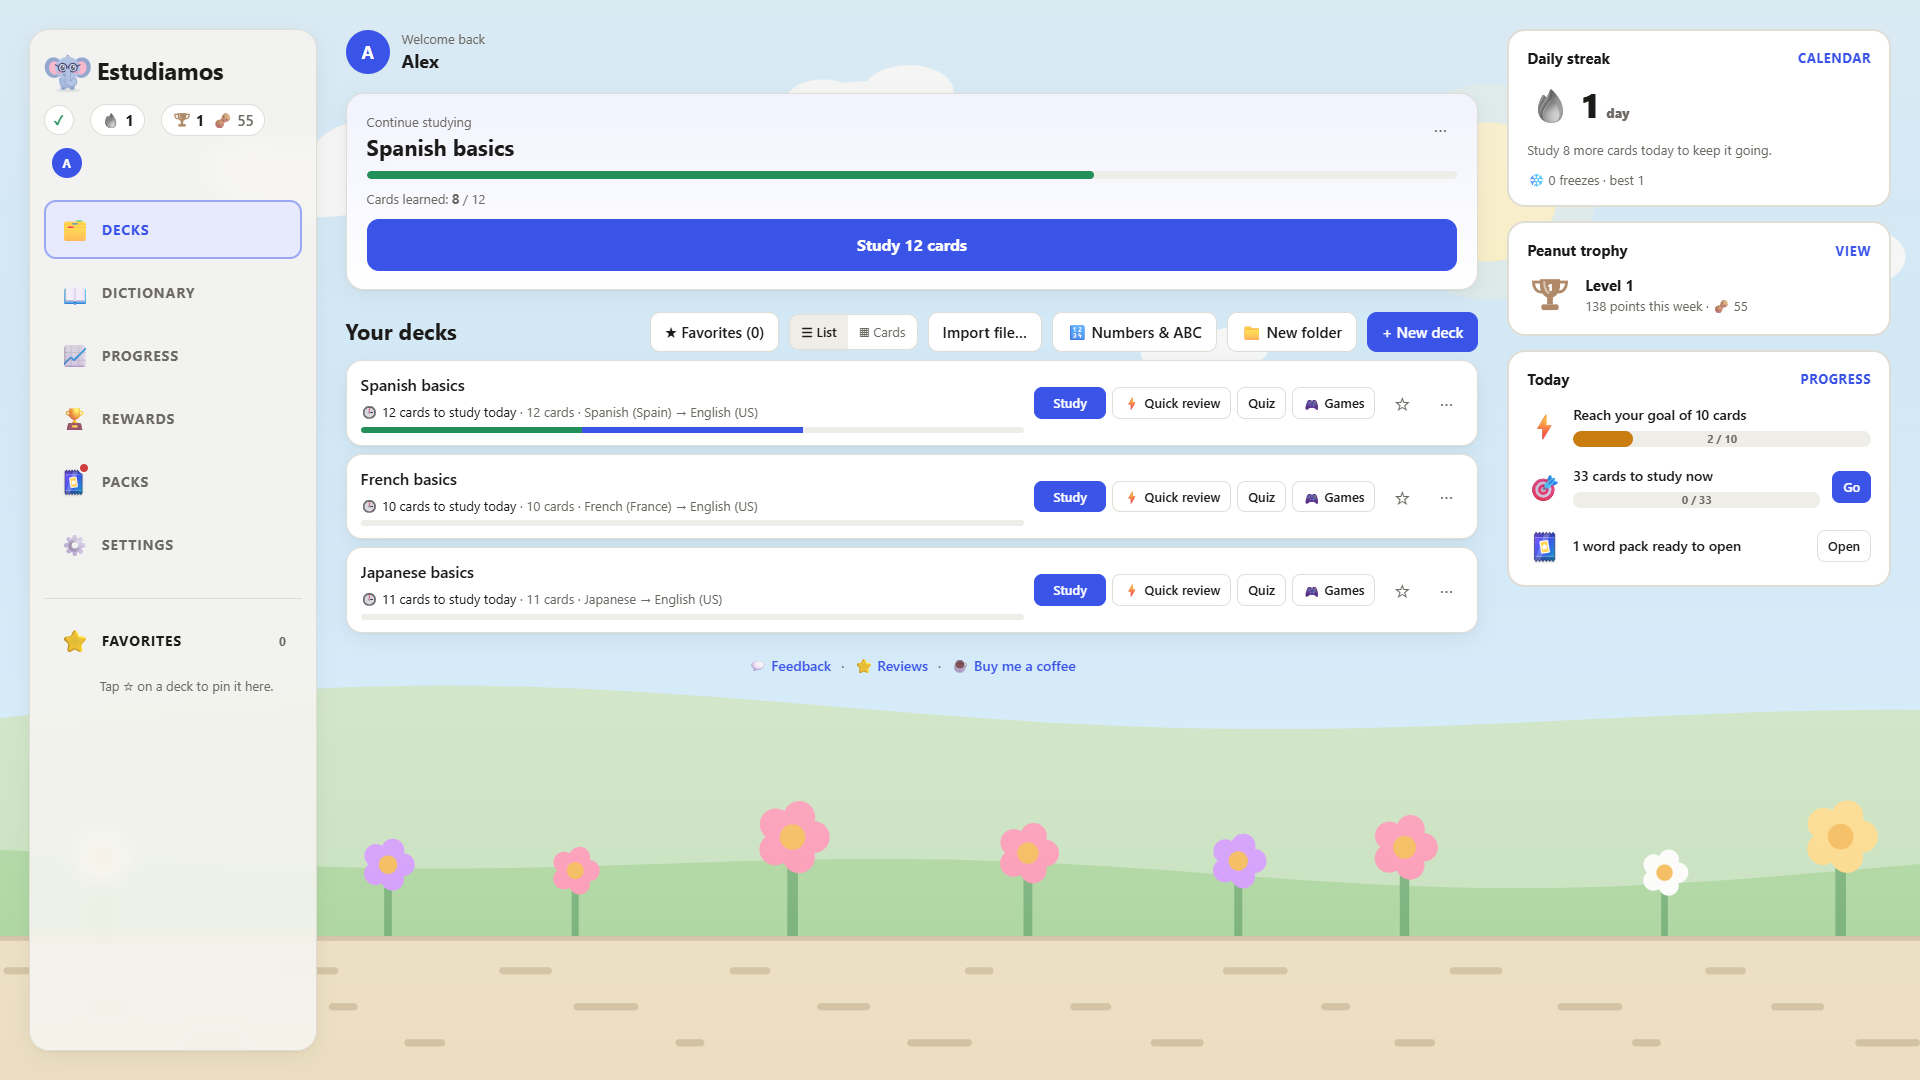 Estudiamos
✓ 1 1 55
A
DECKS
DICTIONARY
PROGRESS
REWARDS
PACKS
SETTINGS
FAVORITES 0
Tap ☆ on a deck to pin it here.
A
Welcome back
Alex
Continue studying
...
Spanish basics
Cards learned: 8 / 12
Study 12 cards
Your decks
★ Favorites (0)
☰ List
▦ Cards
Import file...
Numbers & ABC
New folder
+ New deck
Spanish basics
12 cards to study today · 12 cards · Spanish (Spain) → English (US)
Study
Quick review
Quiz
Games
☆
...
French basics
10 cards to study today · 10 cards · French (France) → English (US)
Study
Quick review
Quiz
Games
☆
...
Japanese basics
11 cards to study today · 11 cards · Japanese → English (US)
Study
Quick review
Quiz
Games
☆
...
Feedback · Reviews · Buy me a coffee
Daily streak CALENDAR
1 day
Study 8 more cards today to keep it going.
0 freezes · best 1
Peanut trophy VIEW
1
Level 1
138 points this week · 55
Today PROGRESS
Reach your goal of 10 cards
2 / 10
33 cards to study now
0 / 33
Go
1 word pack ready to open
Open